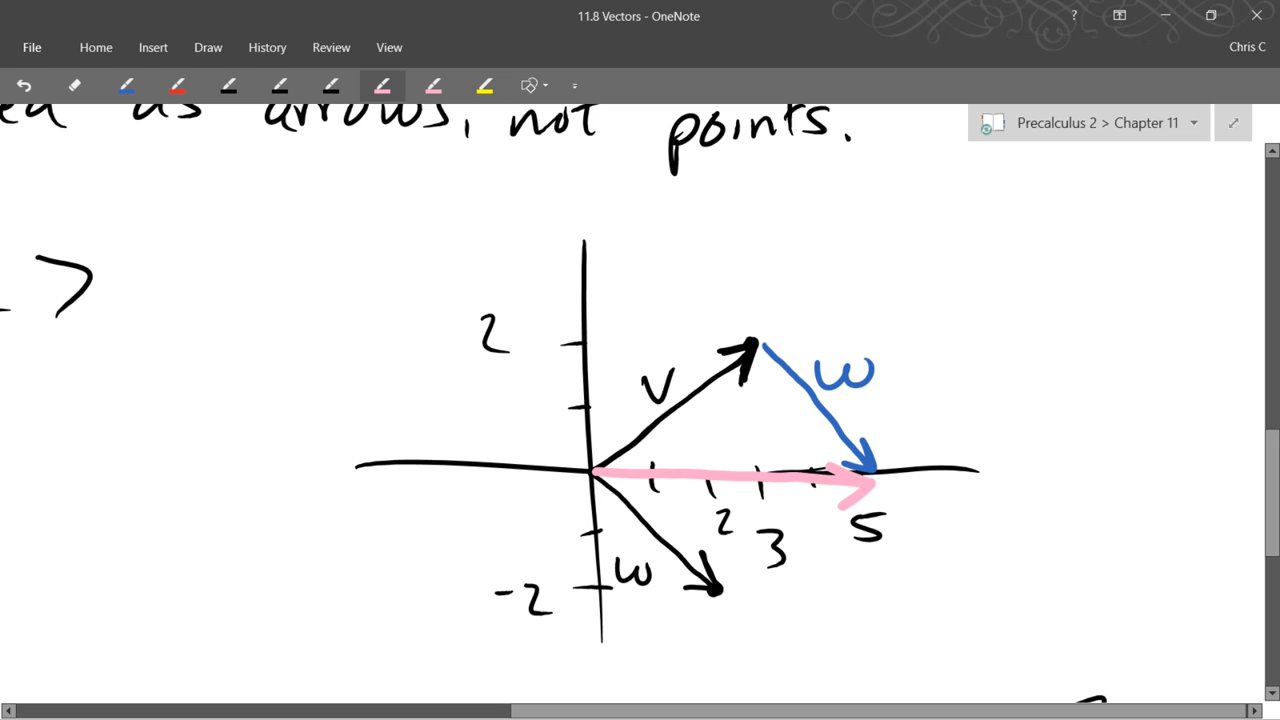 11.8 Vectors - OneNote
?
File Home Insert Draw History Review View
Chris C
Precalculus 2 > Chapter 11
as arrows, not points.
>
2
v
w
2
3
5
w
-2